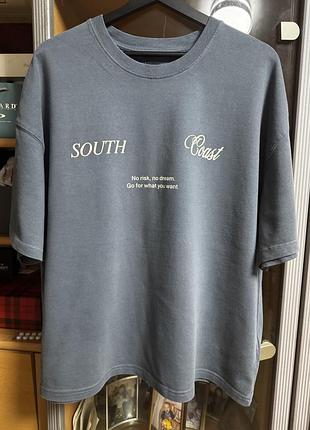 SOUTH Coast
No risk, no dream.
Go for what you want